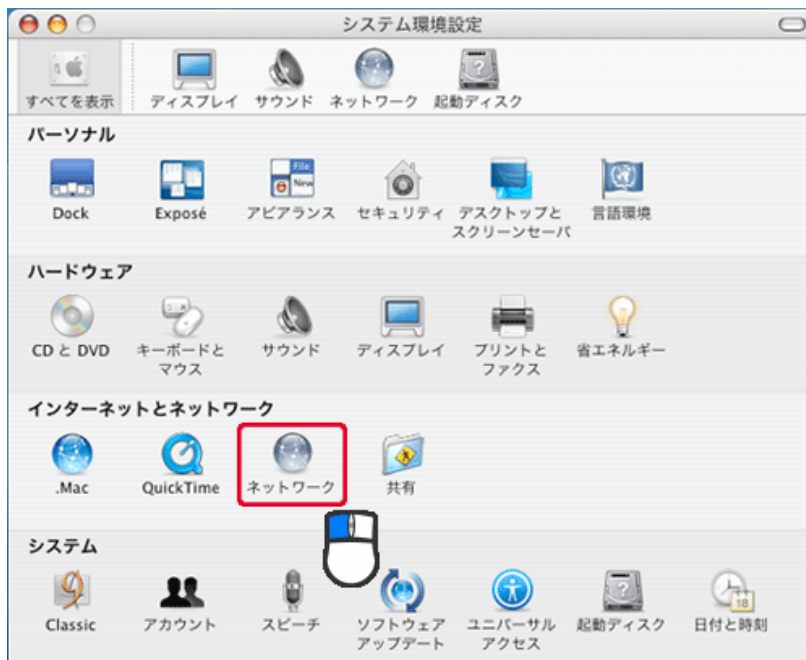 システム環境設定
すべてを表示 ディスプレイ サウンド ネットワーク 起動ディスク
パーソナル
Dock Exposé アピアランス セキュリティ デスクトップと 言語環境
スクリーンセーバ
File
New
ハードウェア
CD と DVD キーボードと サウンド ディスプレイ プリントと 省エネルギー
マウス ファクス
インターネットとネットワーク
.Mac QuickTime ネットワーク 共有
システム
Classic アカウント スピーチ ソフトウェア ユニバーサル 起動ディスク 日付と時刻
アップデート アクセス
18